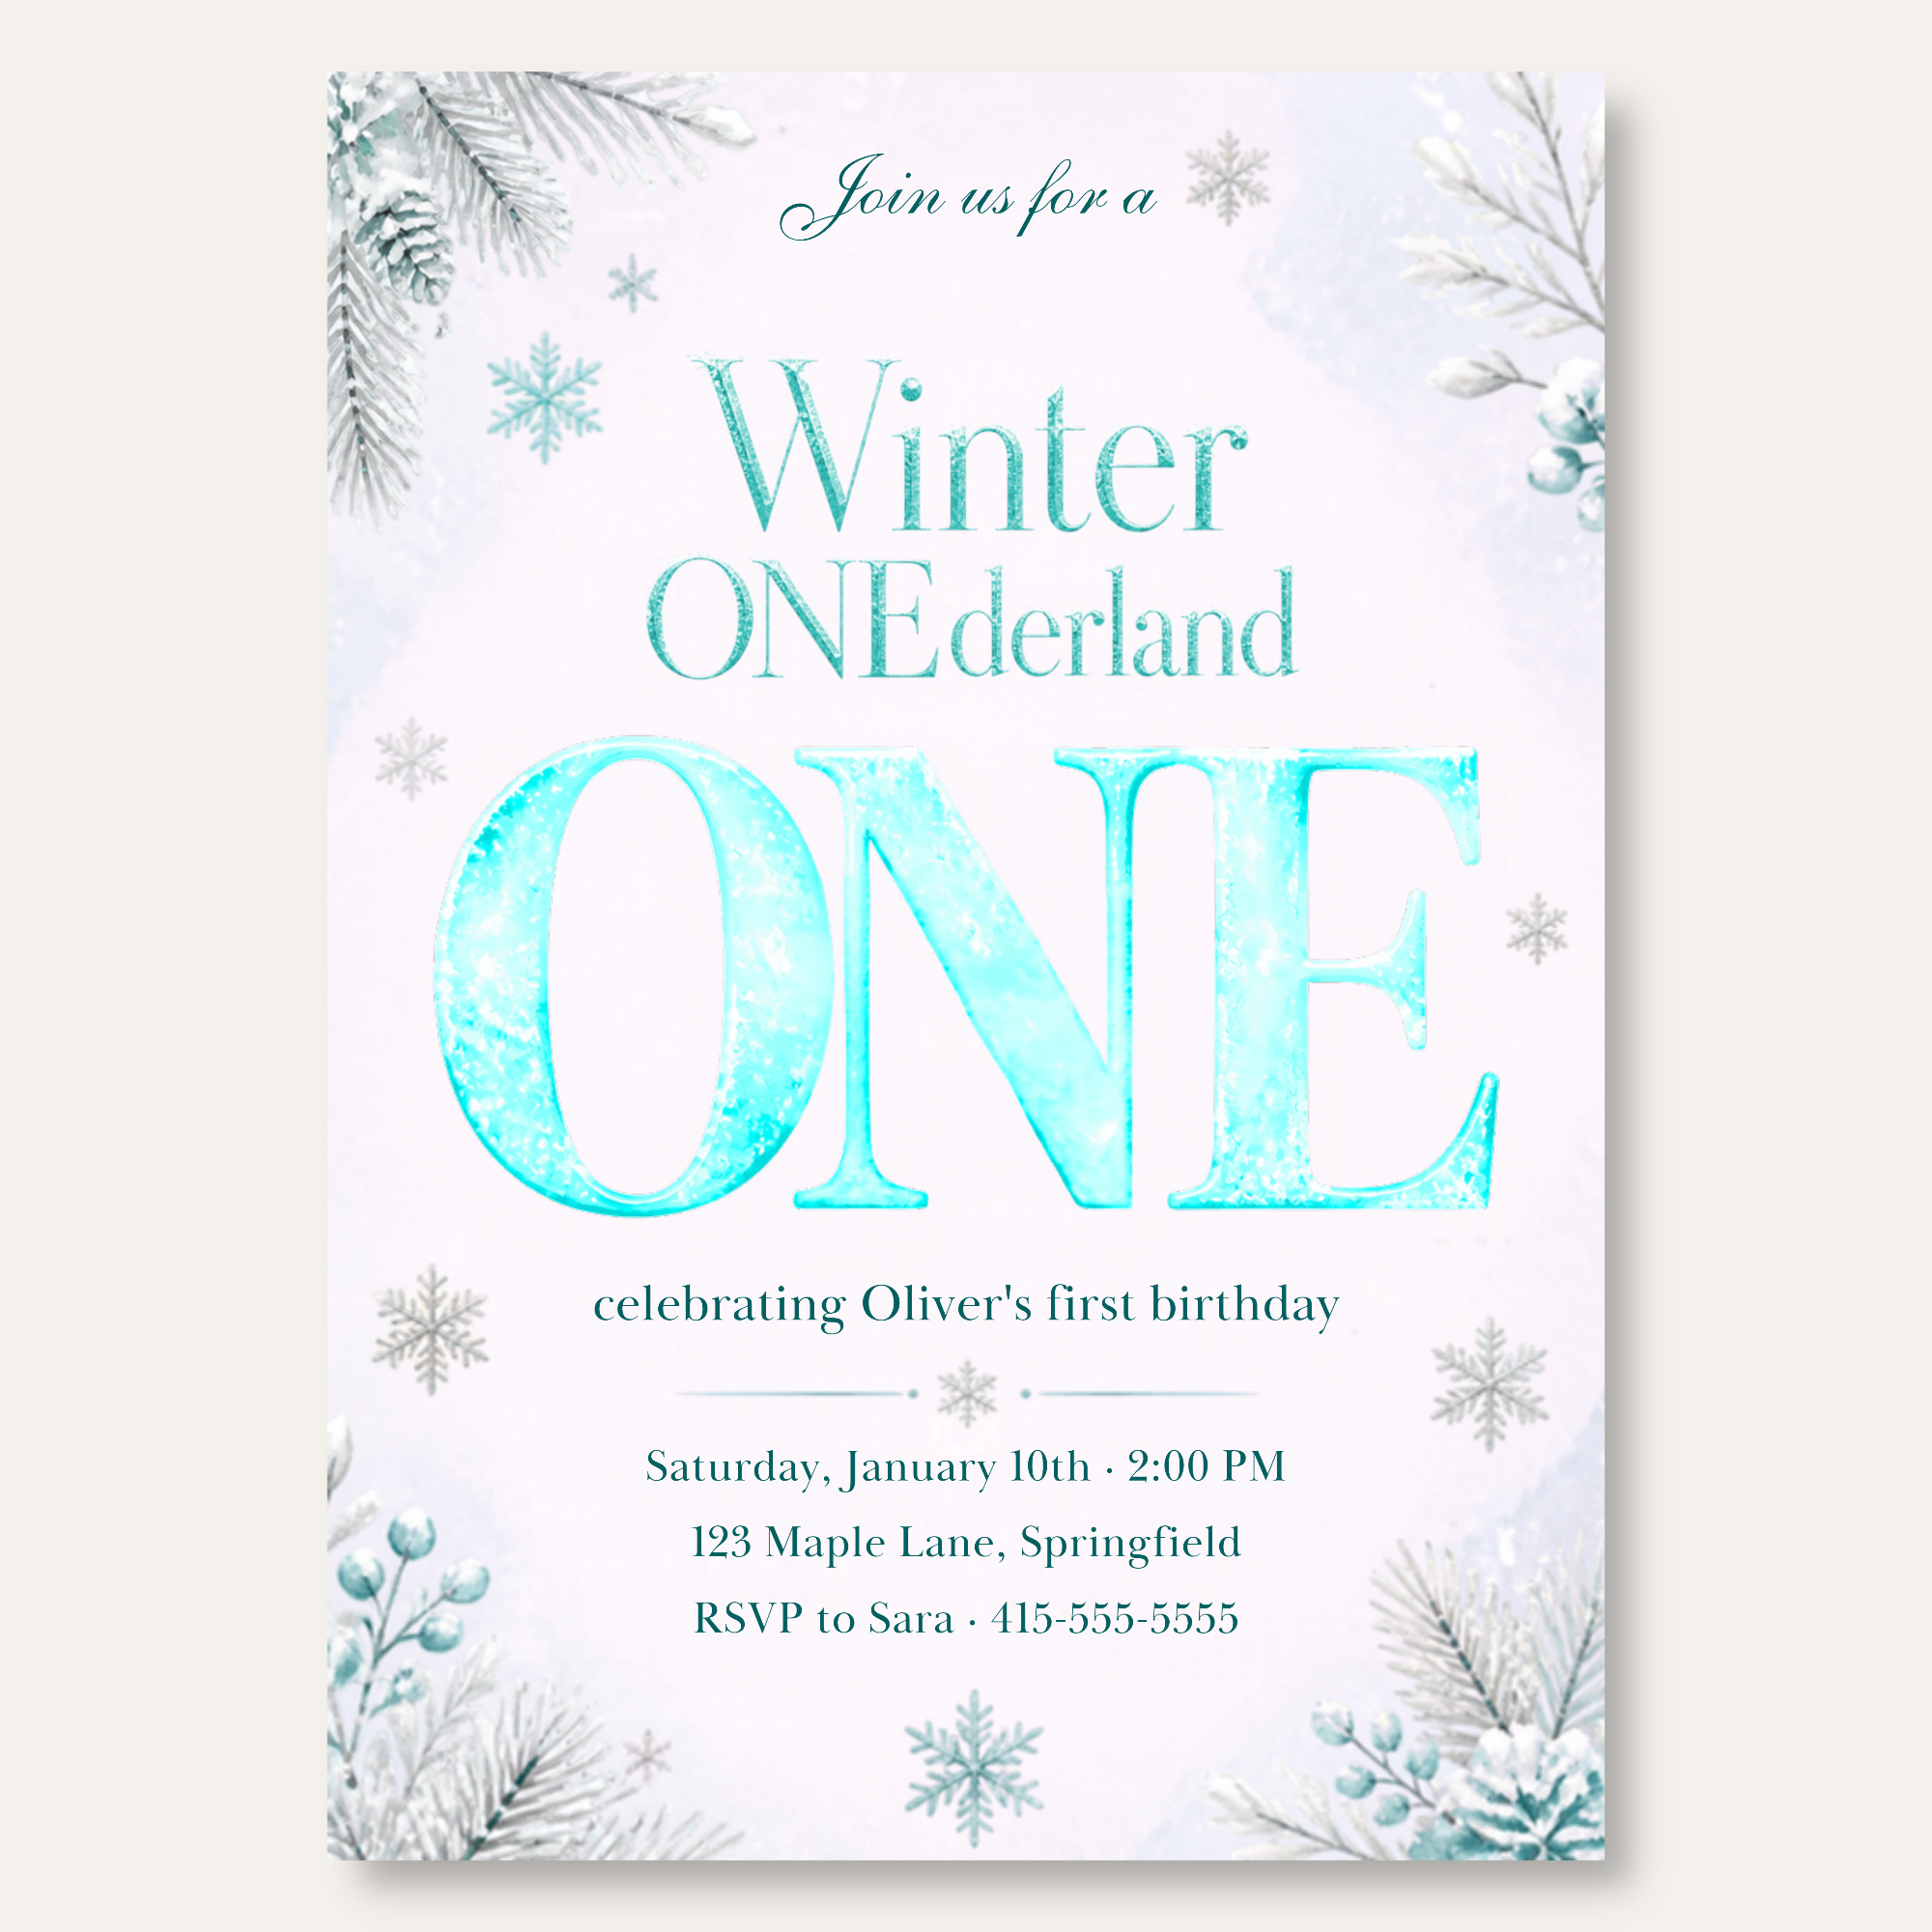 Join us for a
Winter
ONEderland
ONE
celebrating Oliver's first birthday
Saturday, January 10th · 2:00 PM
123 Maple Lane, Springfield
RSVP to Sara · 415-555-5555